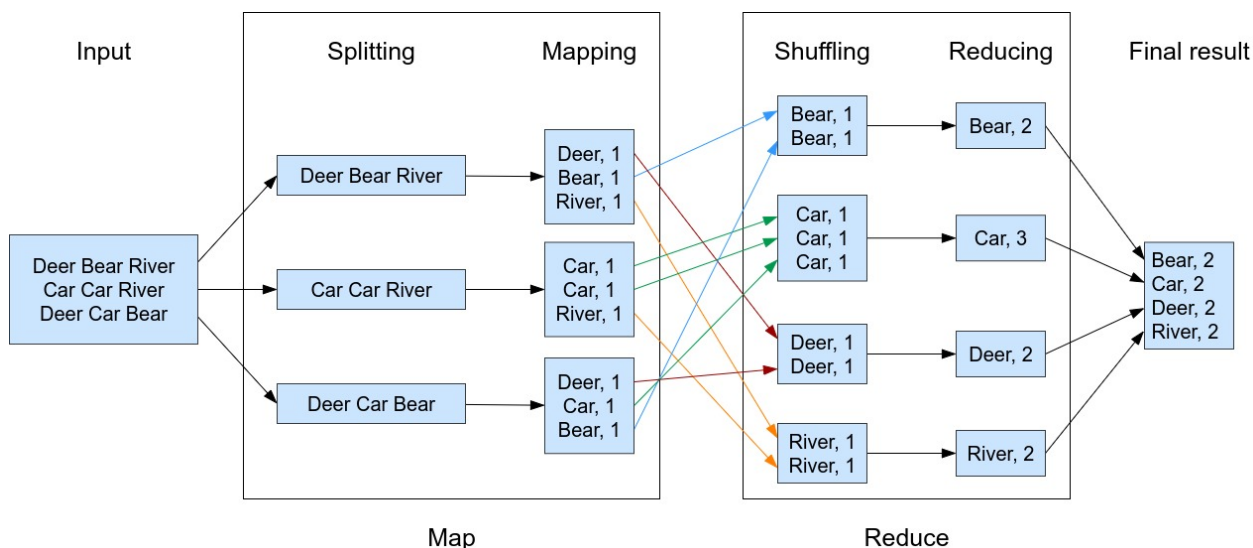 Input
Splitting
Mapping
Shuffling
Reducing
Final result
Deer Bear River
Car Car River
Deer Car Bear
Deer Bear River
Car Car River
Deer Car Bear
Deer, 1
Bear, 1
River, 1
Car, 1
Car, 1
River, 1
Deer, 1
Car, 1
Bear, 1
Bear, 1
Bear, 1
Car, 1
Car, 1
Car, 1
Deer, 1
Deer, 1
River, 1
River, 1
Bear, 2
Car, 3
Deer, 2
River, 2
Bear, 2
Car, 2
Deer, 2
River, 2
Map
Reduce